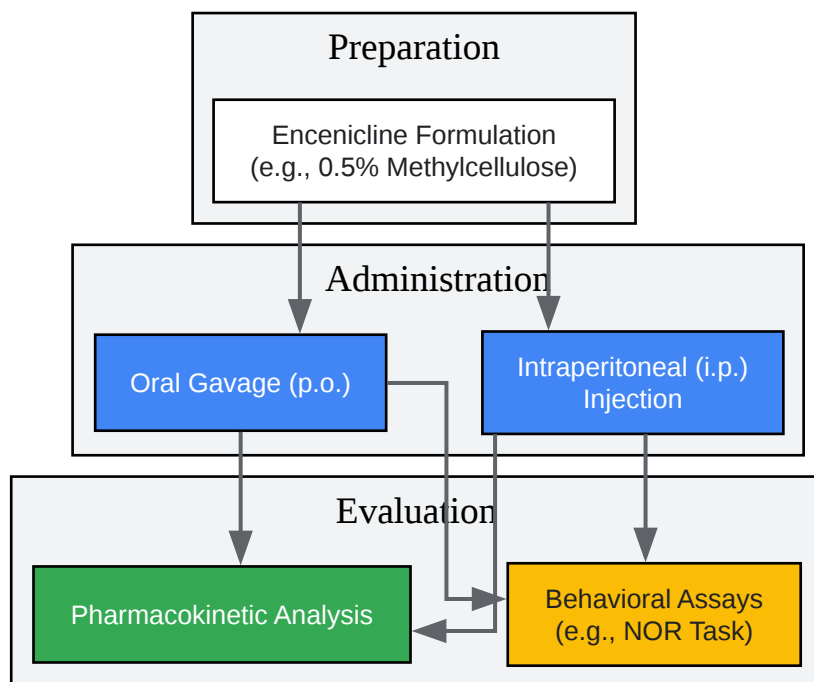 Preparation
Encenicline Formulation
(e.g., 0.5% Methylcellulose)
Administration
Oral Gavage (p.o.)
Intraperitoneal (i.p.)
Injection
Evaluation
Pharmacokinetic Analysis
Behavioral Assays
(e.g., NOR Task)